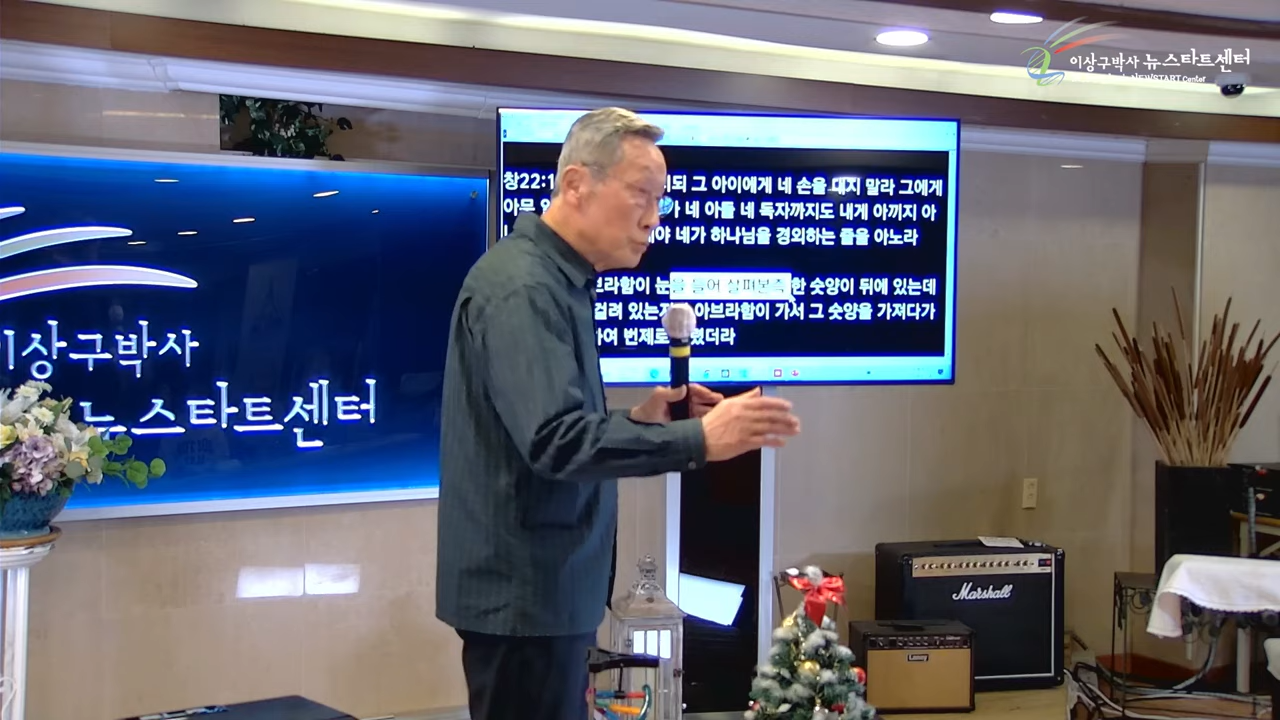 이상구박사 뉴스타트센터
NEWSTART Center
창22:1 되 그 아이에게 네 손을 대지 말라 그에게
아무 가 네 아들 네 독자까지도 내게 아끼지 아
네가 하나님을 경외하는 줄을 아노라
브라함이 눈을 들어 살펴본즉 한 숫양이 뒤에 있는데
걸려 있는지 아브라함이 가서 그 숫양을 가져다가
하여 번제로 렸더라
이상구박사
뉴스타트센터
Marshall
Laney